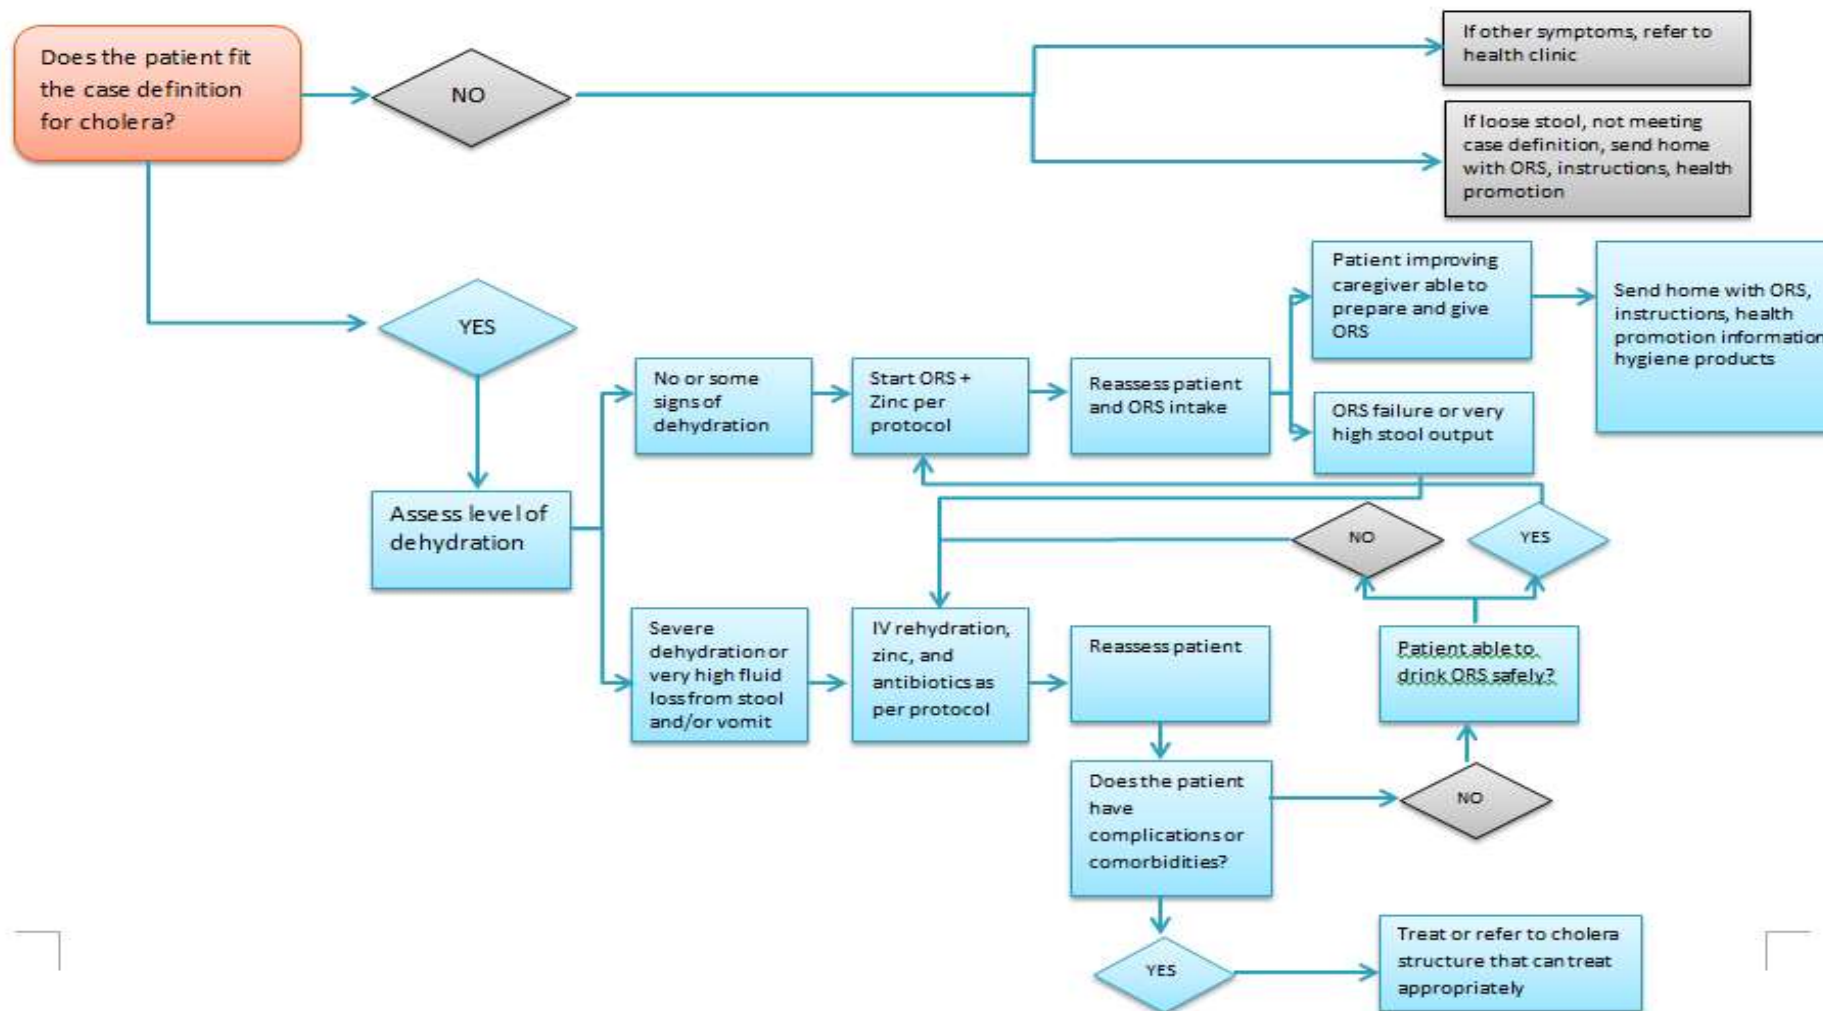 Does the patient fit
the case definition
for cholera?
NO
If other symptoms, refer to
health clinic
If loose stool, not meeting
case definition, send home
with ORS, instructions, health
promotion
YES
Assess level of
dehydration
No or some
signs of
dehydration
Start ORS +
Zinc per
protocol
Reassess patient
and ORS intake
Patient improving
caregiver able to
prepare and give
ORS
Send home with ORS,
instructions, health
promotion information
hygiene products
ORS failure or very
high stool output
NO
YES
Severe
dehydration or
very high fluid
loss from stool
and/or vomit
IV rehydration,
zinc, and
antibiotics as
per protocol
Reassess patient
Patient able to
drink ORS safely?
Does the patient
have
complications or
comorbidities?
NO
YES
Treat or refer to cholera
structure that can treat
appropriately